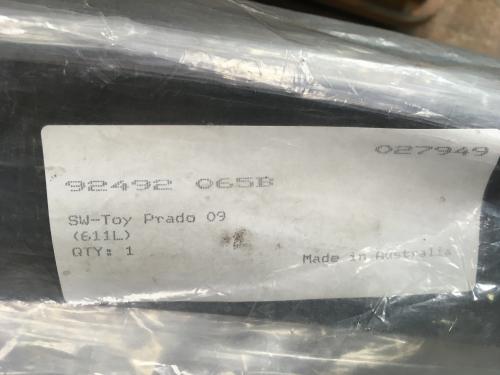 027949
92492 065B
SW-Toy Prado 09
(611L)
QTY: 1
Made in Australia